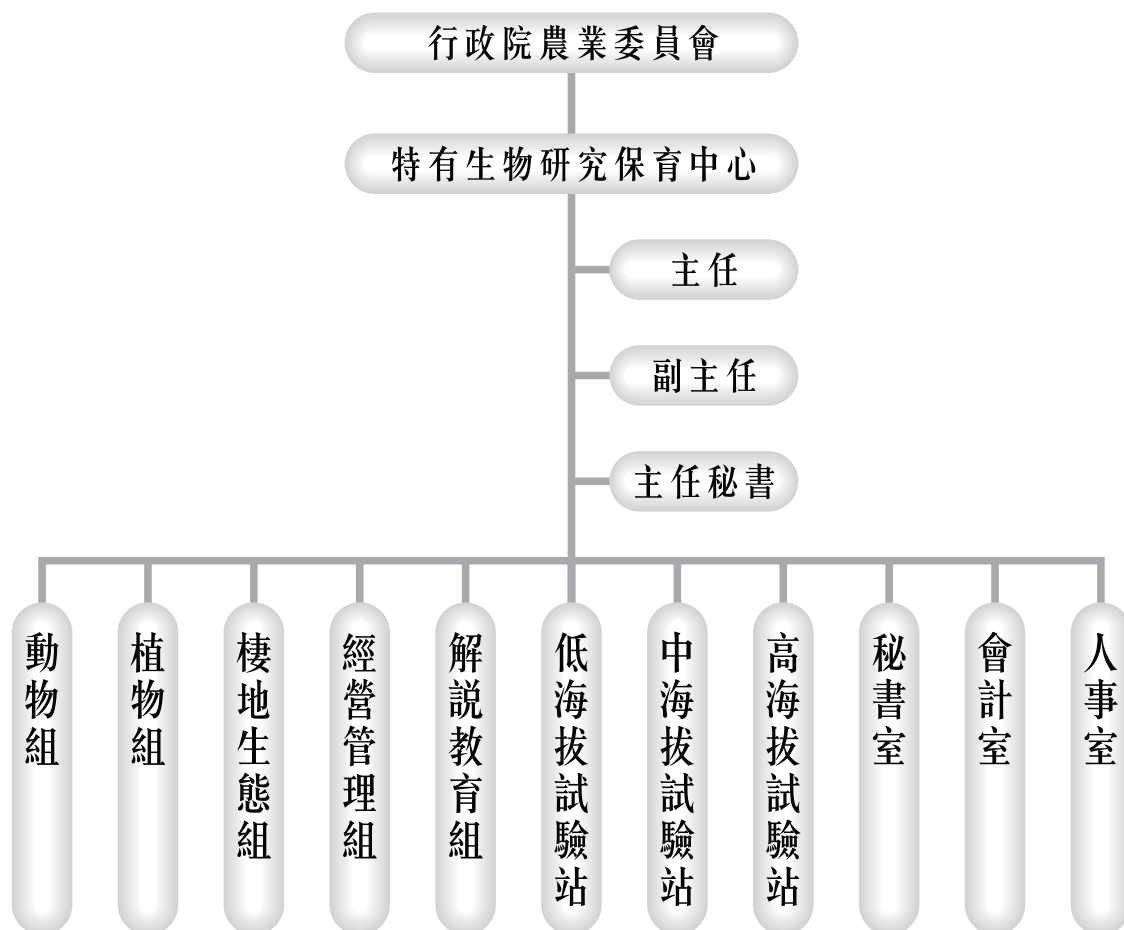 行政院農業委員會
特有生物研究保育中心
主任
副主任
主任秘書
動物組
植物組
棲地生態組
經營管理組
解說教育組
低海拔試驗站
中海拔試驗站
高海拔試驗站
秘書室
會計室
人事室